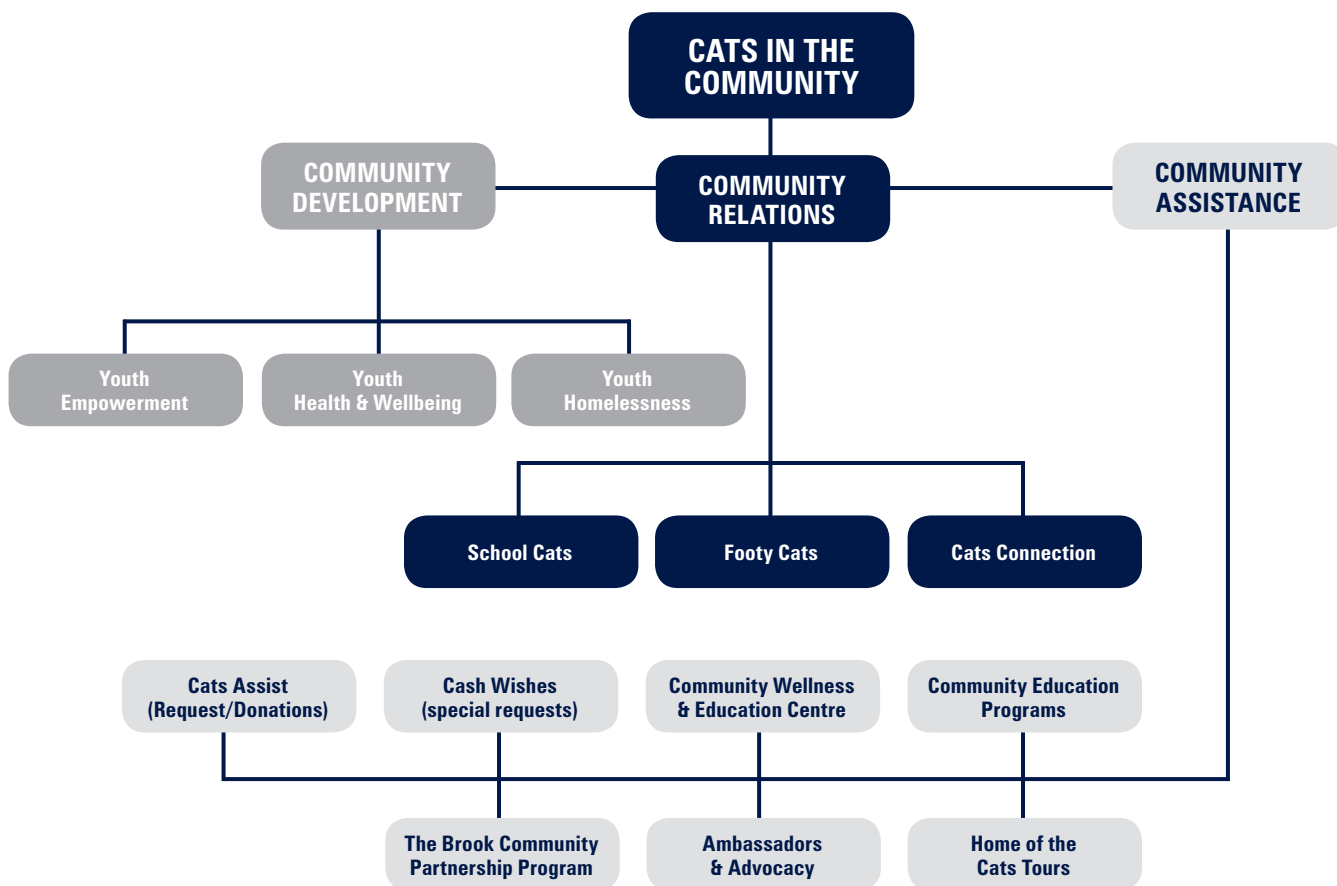 CATS IN THE
COMMUNITY
COMMUNITY
DEVELOPMENT
COMMUNITY
RELATIONS
COMMUNITY
ASSISTANCE
Youth
Empowerment
Youth
Health & Wellbeing
Youth
Homelessness
School Cats
Footy Cats
Cats Connection
Cats Assist
(Request/Donations)
Cash Wishes
(special requests)
Community Wellness
& Education Centre
Community Education
Programs
The Brook Community
Partnership Program
Ambassadors
& Advocacy
Home of the
Cats Tours